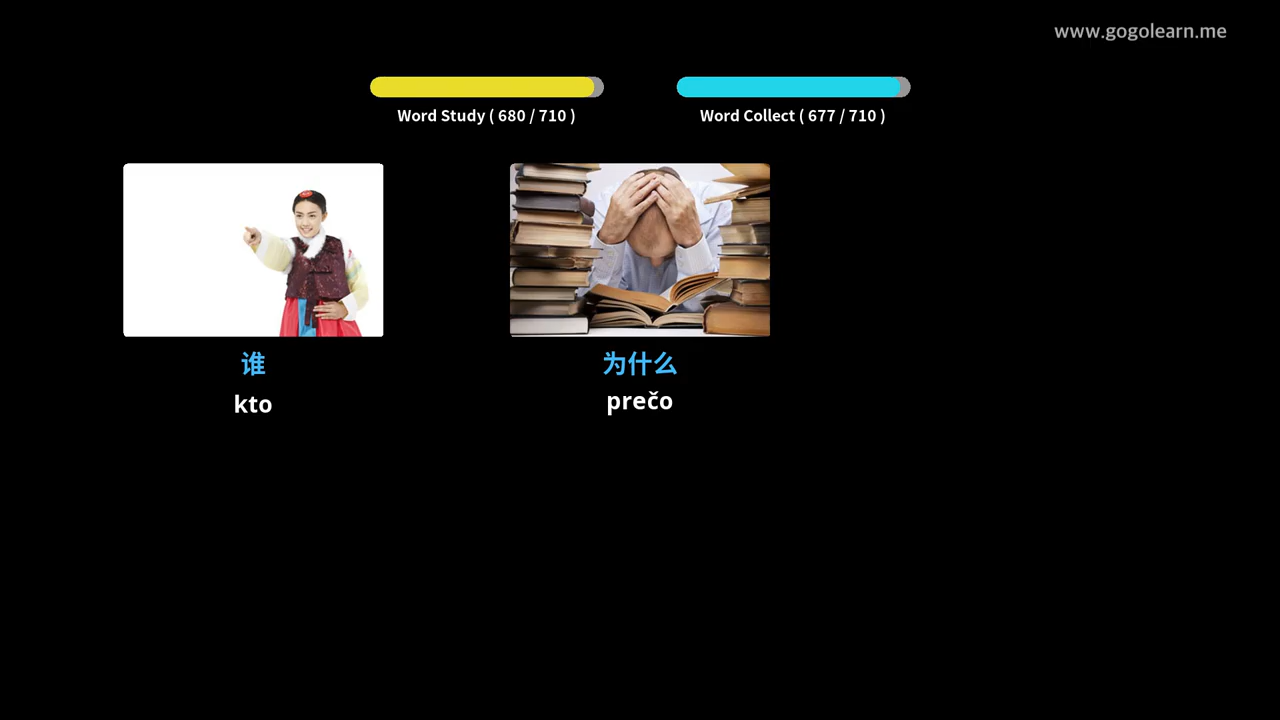 www.gogolearn.me
Word Study ( 680 / 710 )
Word Collect ( 677 / 710 )
谁
kto
为什么
prečo